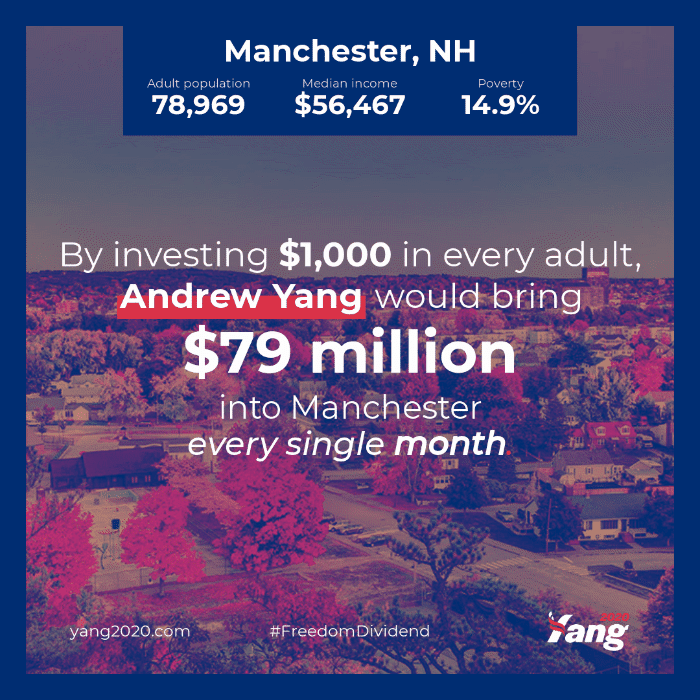 Manchester, NH
Adult population Median income Poverty
78,969 $56,467 14.9%
By investing $1,000 in every adult,
Andrew Yang would bring
$79 million
into Manchester
every single month.
yang2020.com #FreedomDividend Yang 2020